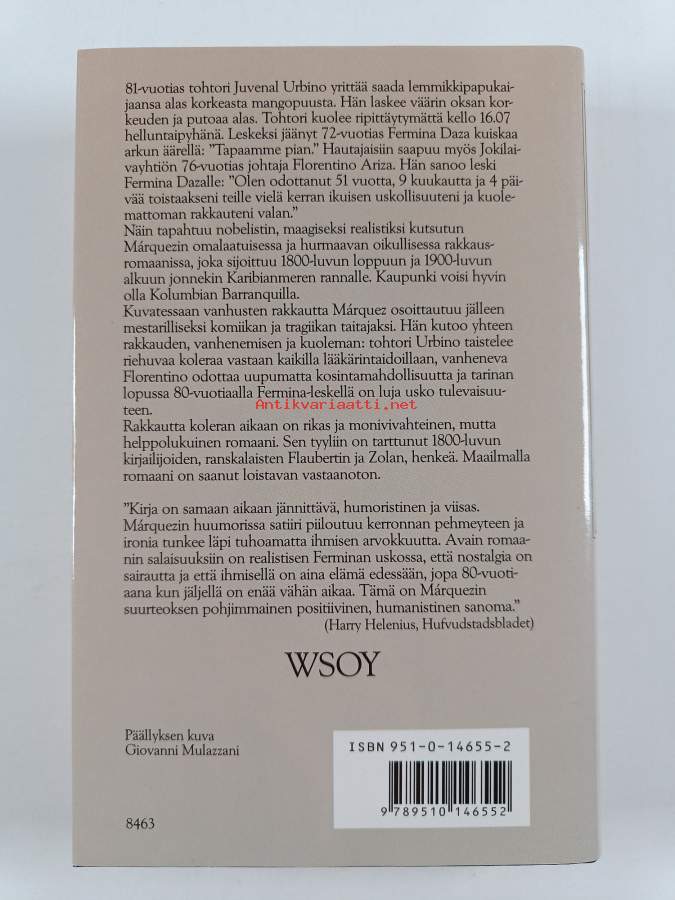 81-vuotias tohtori Juvenal Urbino yrittää saada lemmikkipapukai-
jaansa alas korkeasta mangopuusta. Hän laskee väärin oksan kor-
keuden ja putoaa alas. Tohtori kuolee ripittäytymättä kello 16.07
helluntaipyhänä. Leskeksi jäänyt 72-vuotias Fermina Daza kuiskaa
arkun äärellä: ”Tapaamme pian.” Hautajaisiin saapuu myös Jokilai-
vayhtiön 76-vuotias johtaja Florentino Ariza. Hän sanoo leski
Fermina Dazalle: ”Olen odottanut 51 vuotta, 9 kuukautta ja 4 päi-
vää toistaakseni teille vielä kerran ikuisen uskollisuuteni ja kuole-
mattoman rakkauteni valan.”
Näin tapahtuu nobelistin, maagiseksi realistiksi kutsutun
Márquezin omalaatuisessa ja hurmaavan oikullisessa rakkaus-
romaanissa, joka sijoittuu 1800-luvun loppuun ja 1900-luvun
alkuun jonnekin Karibianmeren rannalle. Kaupunki voisi hyvin
olla Kolumbian Barranquilla.
Kuvatessaan vanhusten rakkautta Márquez osoittautuu jälleen
mestarilliseksi komiikan ja tragiikan taitajaksi. Hän kutoo yhteen
rakkauden, vanhenemisen ja kuoleman: tohtori Urbino taistelee
riehuvaa koleraa vastaan kaikilla lääkärintaidoillaan, vanheneva
Florentino odottaa uupumatta kosintamahdollisuutta ja tarinan
lopussa 80-vuotiaalla Fermina-leskellä on luja usko tulevaisuu-
teen.
Antikvariaatti.net
Rakkautta koleran aikaan on rikas ja monivivahteinen, mutta
helppolukuinen romaani. Sen tyyliin on tarttunut 1800-luvun
kirjailijoiden, ranskalaisten Flaubertin ja Zolan, henkeä. Maailmalla
romaani on saanut loistavan vastaanoton.
”Kirja on samaan aikaan jännittävä, humoristinen ja viisas.
Márquezin huumorissa satiiri piiloutuu kerronnan pehmeyteen ja
ironia tunkee läpi tuhoamatta ihmisen arvokkuutta. Avain romaa-
nin salaisuuksiin on realistisen Ferminan uskossa, että nostalgia on
sairautta ja että ihmisellä on aina elämä edessään, jopa 80-vuoti-
aana kun jäljellä on enää vähän aikaa. Tämä on Márquezin
suurteoksen pohjimmainen positiivinen, humanistinen sanoma.”
(Harry Helenius, Hufvudstadsbladet)
WSOY
Päällyksen kuva
Giovanni Mulazzani
ISBN 951-0-14655-2
9 789510 146552
8463